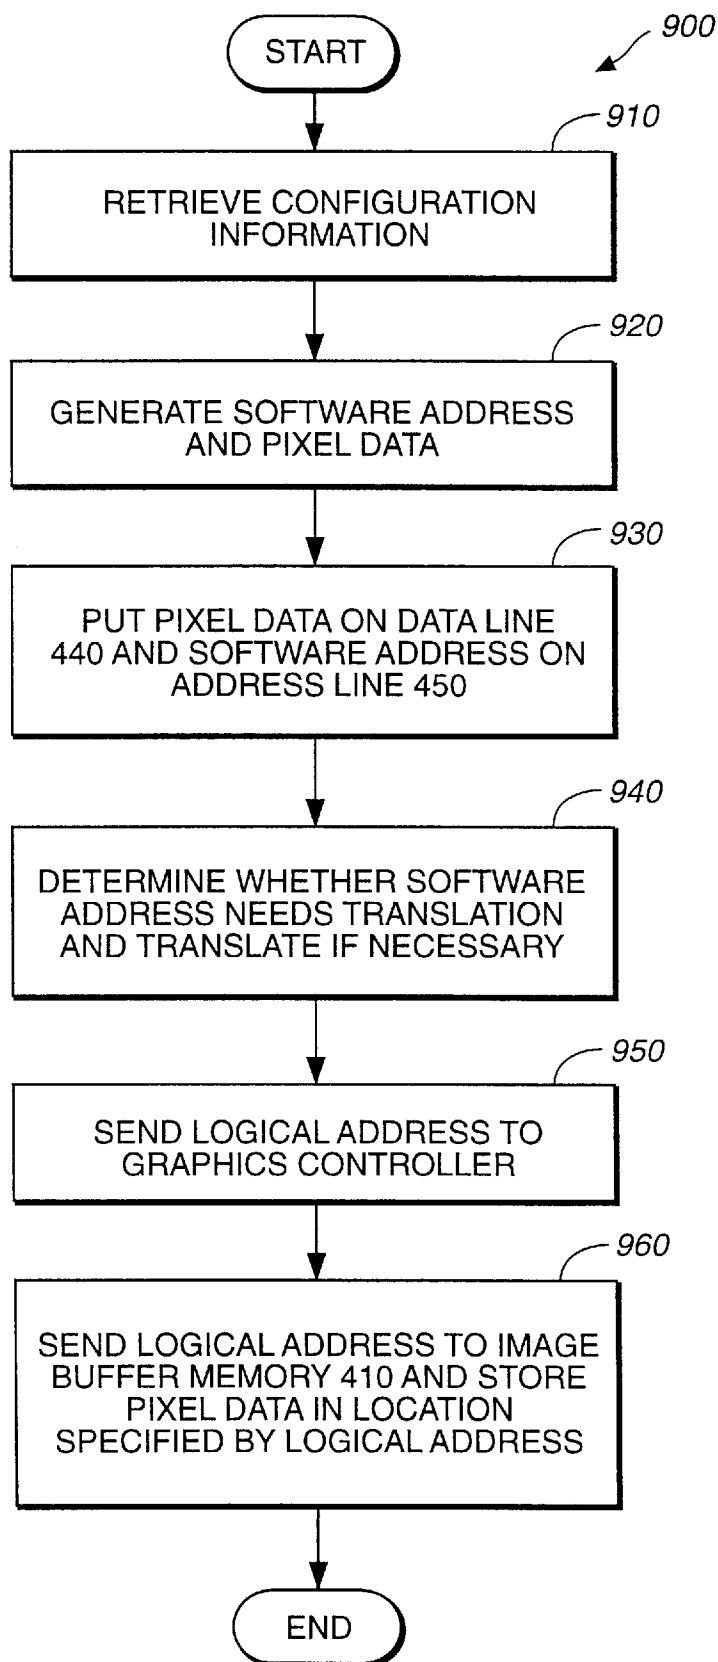 START
900
910
RETRIEVE CONFIGURATION
INFORMATION
920
GENERATE SOFTWARE ADDRESS
AND PIXEL DATA
930
PUT PIXEL DATA ON DATA LINE
440 AND SOFTWARE ADDRESS ON
ADDRESS LINE 450
940
DETERMINE WHETHER SOFTWARE
ADDRESS NEEDS TRANSLATION
AND TRANSLATE IF NECESSARY
950
SEND LOGICAL ADDRESS TO
GRAPHICS CONTROLLER
960
SEND LOGICAL ADDRESS TO IMAGE
BUFFER MEMORY 410 AND STORE
PIXEL DATA IN LOCATION
SPECIFIED BY LOGICAL ADDRESS
END